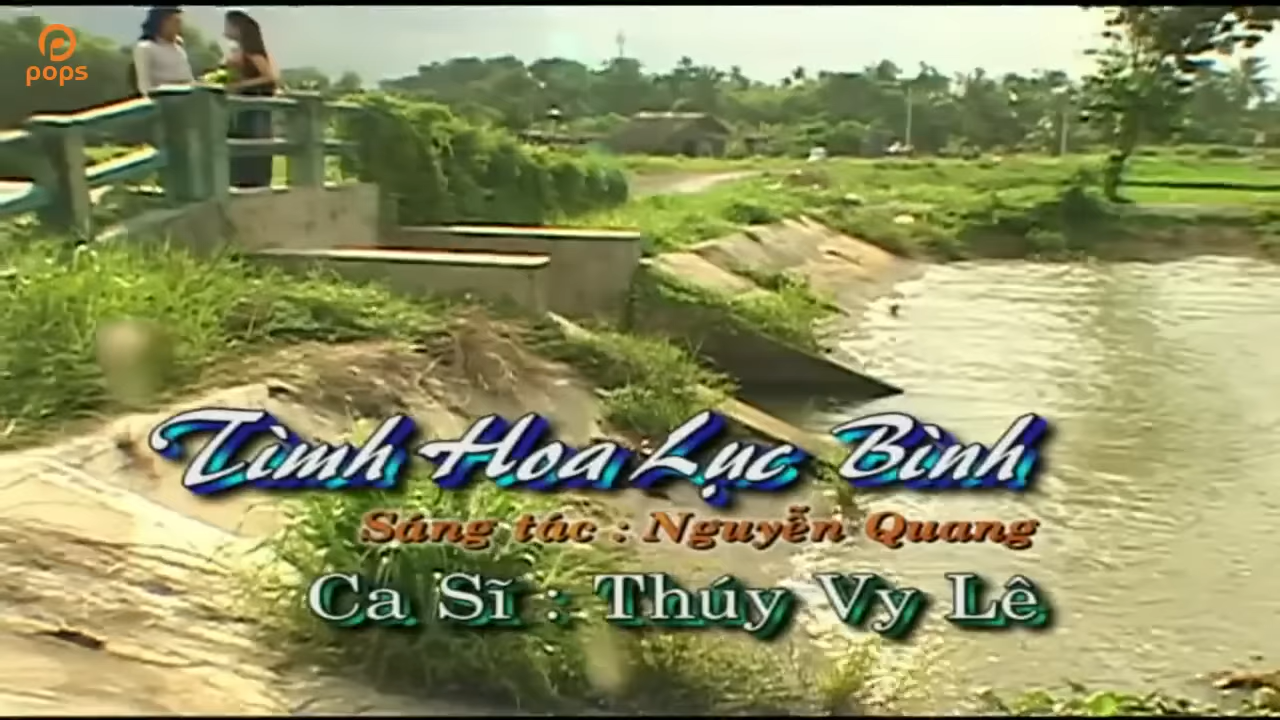 pops
Tình Hoa Lục Bình
Sáng tác : Nguyễn Quang
Ca Sĩ : Thúy Vy Lê